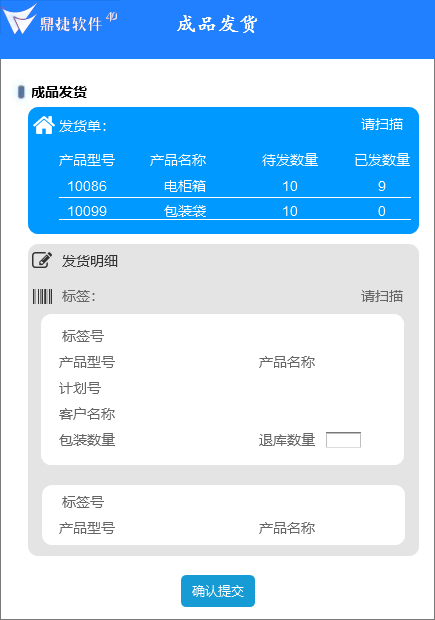 鼎捷软件 40
成品发货
成品发货
发货单: 请扫描
产品型号 产品名称 待发数量 已发数量
10086 电柜箱 10 9
10099 包装袋 10 0
发货明细
标签: 请扫描
标签号
产品型号 产品名称
计划号
客户名称
包装数量 退库数量
标签号
产品型号 产品名称
确认提交